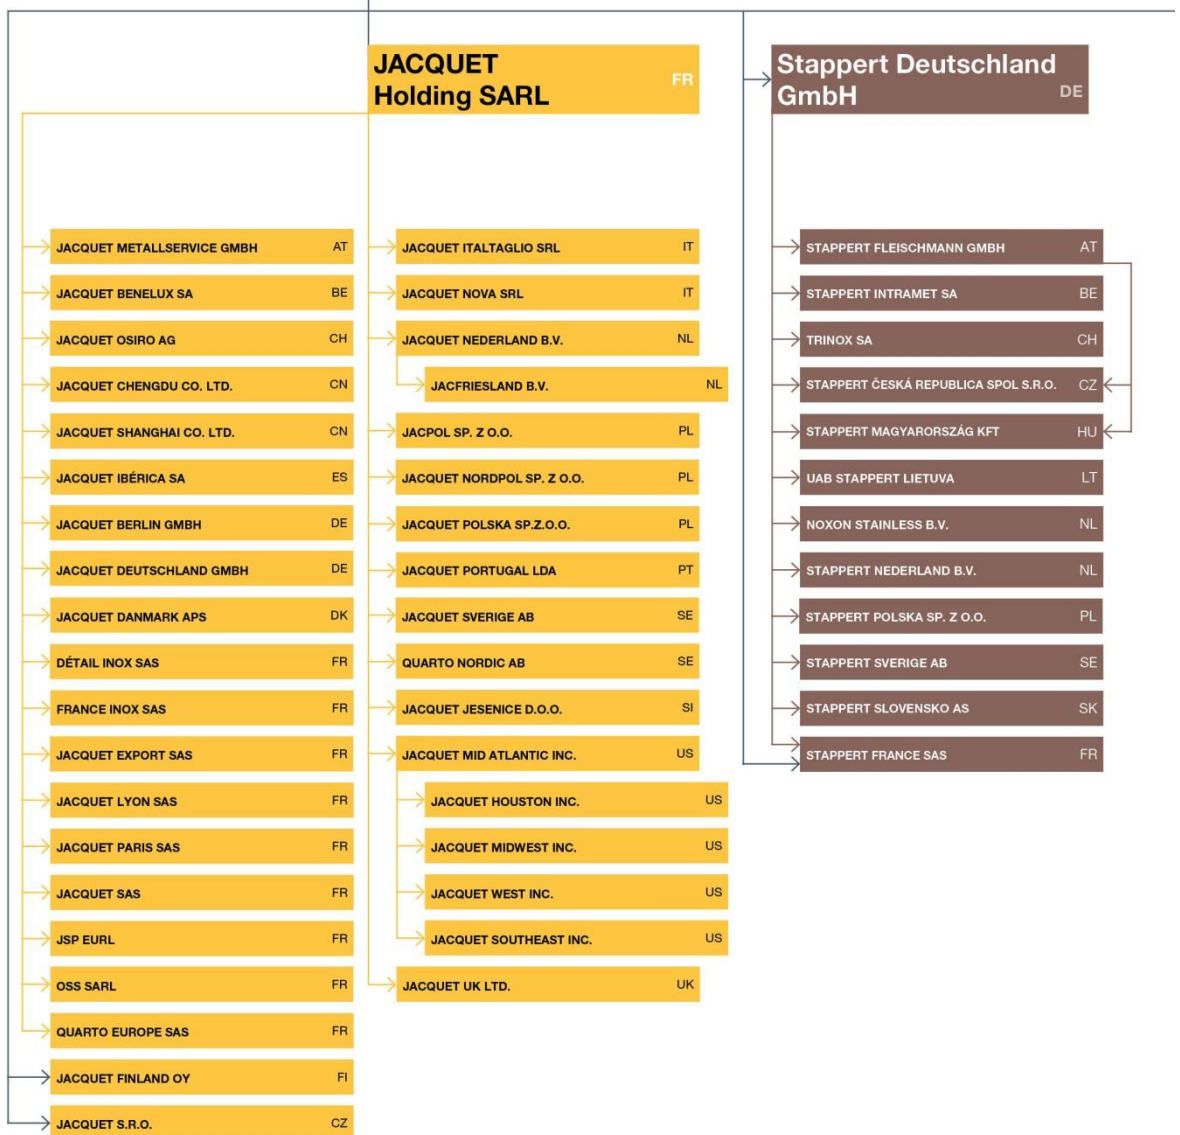 JACQUET
Holding SARL
FR
JACQUET METALLSERVICE GMBH AT
JACQUET BENELUX SA BE
JACQUET OSIRO AG CH
JACQUET CHENGDU CO. LTD. CN
JACQUET SHANGHAI CO. LTD. CN
JACQUET IBÉRICA SA ES
JACQUET BERLIN GMBH DE
JACQUET DEUTSCHLAND GMBH DE
JACQUET DANMARK APS DK
DÉTAIL INOX SAS FR
FRANCE INOX SAS FR
JACQUET EXPORT SAS FR
JACQUET LYON SAS FR
JACQUET PARIS SAS FR
JACQUET SAS FR
JSP EURL FR
OSS SARL FR
QUARTO EUROPE SAS FR
JACQUET FINLAND OY FI
JACQUET S.R.O. CZ
JACQUET ITALTAGLIO SRL IT
JACQUET NOVA SRL IT
JACQUET NEDERLAND B.V. NL
JACFRIESLAND B.V. NL
JACPOL SP. Z O.O. PL
JACQUET NORDPOL SP. Z O.O. PL
JACQUET POLSKA SP.Z.O.O. PL
JACQUET PORTUGAL LDA PT
JACQUET SVERIGE AB SE
QUARTO NORDIC AB SE
JACQUET JESENICE D.O.O. SI
JACQUET MID ATLANTIC INC. US
JACQUET HOUSTON INC. US
JACQUET MIDWEST INC. US
JACQUET WEST INC. US
JACQUET SOUTHEAST INC. US
JACQUET UK LTD. UK
Stappert Deutschland
GmbH
DE
STAPPERT FLEISCHMANN GMBH AT
STAPPERT INTRAMET SA BE
TRINOX SA CH
STAPPERT ČESKÁ REPUBLICA SPOL S.R.O. CZ
STAPPERT MAGYARORSZÁG KFT HU
UAB STAPPERT LIETUVA LT
NOXON STAINLESS B.V. NL
STAPPERT NEDERLAND B.V. NL
STAPPERT POLSKA SP. Z O.O. PL
STAPPERT SVERIGE AB SE
STAPPERT SLOVENSKO AS SK
STAPPERT FRANCE SAS FR